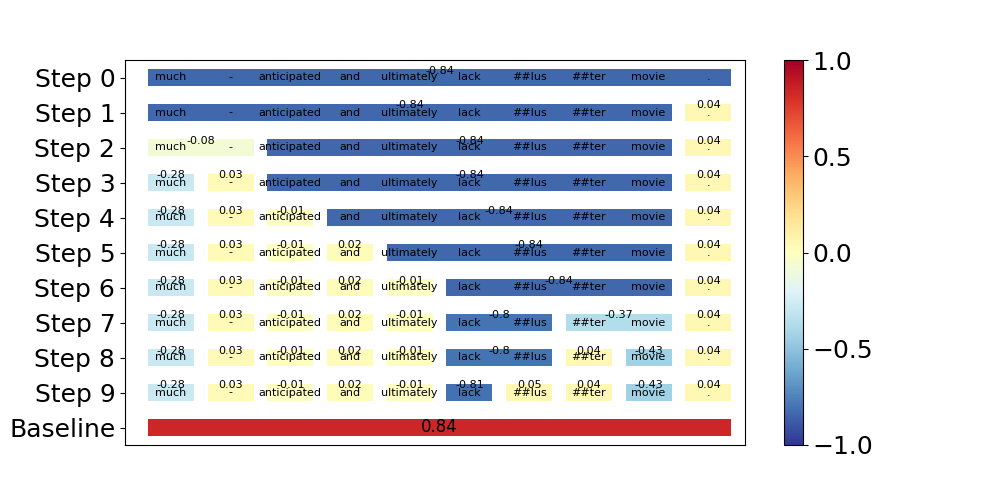 Step 0 much - anticipated and ultimately -0.84 lack ##lus ##ter movie . 1.0
Step 1 much - anticipated and -0.84 ultimately lack ##lus ##ter movie 0.04 .
Step 2 -0.08 much - -0.84 anticipated and ultimately lack ##lus ##ter movie 0.04 . 0.5
Step 3 -0.28 much 0.03 - -0.84 anticipated and ultimately lack ##lus ##ter movie 0.04 .
Step 4 -0.28 much 0.03 - -0.01 anticipated -0.84 and ultimately lack ##lus ##ter movie 0.04 .
Step 5 -0.28 much 0.03 - -0.01 anticipated 0.02 and -0.84 ultimately lack ##lus ##ter movie 0.04 . 0.0
Step 6 -0.28 much 0.03 - -0.01 anticipated 0.02 and -0.01 ultimately -0.84 lack ##lus ##ter movie 0.04 .
Step 7 -0.28 much 0.03 - -0.01 anticipated 0.02 and -0.01 ultimately -0.8 lack ##lus -0.37 ##ter movie 0.04 .
Step 8 -0.28 much 0.03 - -0.01 anticipated 0.02 and -0.01 ultimately -0.8 lack ##lus 0.04 ##ter -0.43 movie 0.04 . −0.5
Step 9 -0.28 much 0.03 - -0.01 anticipated 0.02 and -0.01 ultimately -0.81 lack 0.05 ##lus 0.04 ##ter -0.43 movie 0.04 .
Baseline 0.84 −1.0